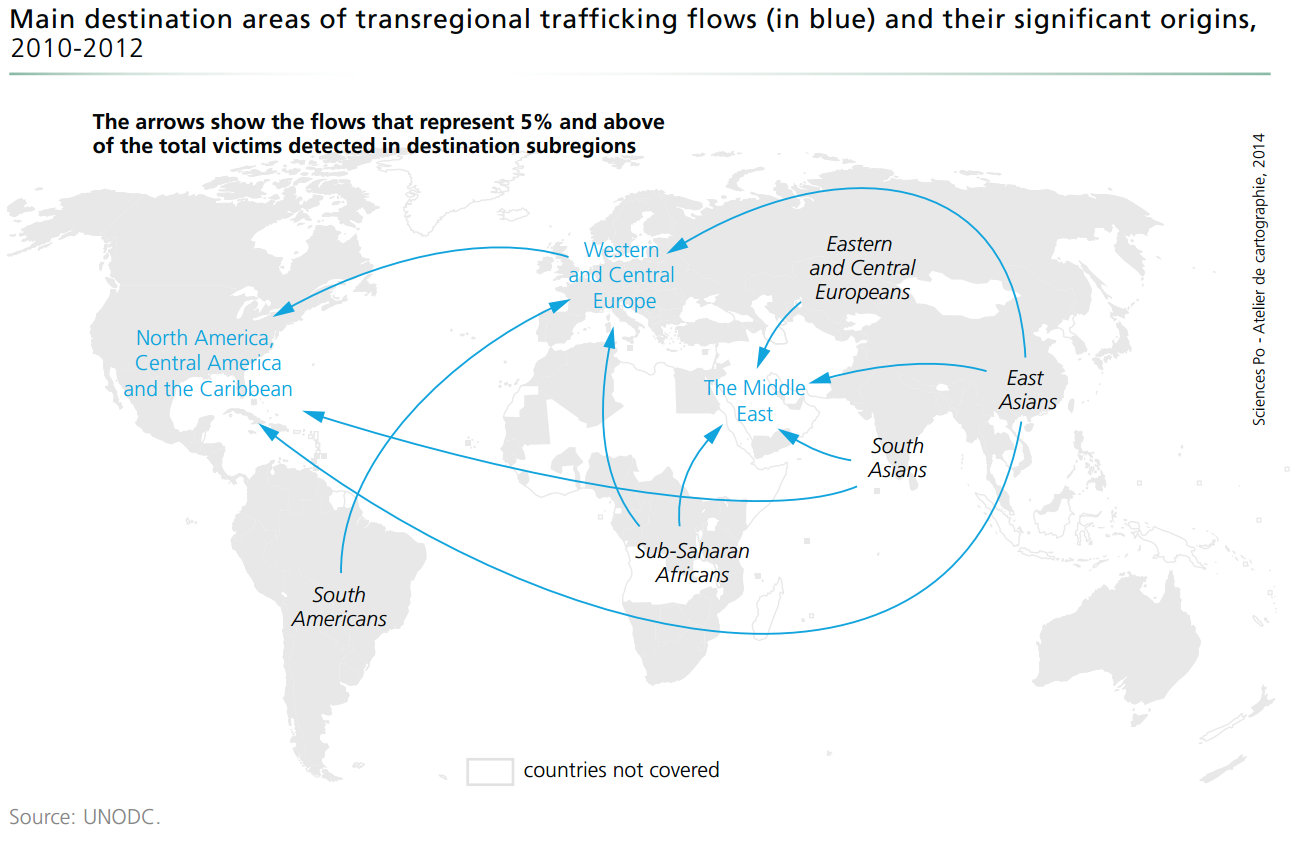 Main destination areas of transregional trafficking flows (in blue) and their significant origins,
2010-2012
The arrows show the flows that represent 5% and above
of the total victims detected in destination subregions
Sciences Po - Atelier de cartographie, 2014
Western
and Central
Europe
Eastern
and Central
Europeans
North America,
Central America
and the Caribbean
The Middle
East
East
Asians
South
Asians
Sub-Saharan
Africans
South
Americans
countries not covered
Source: UNODC.